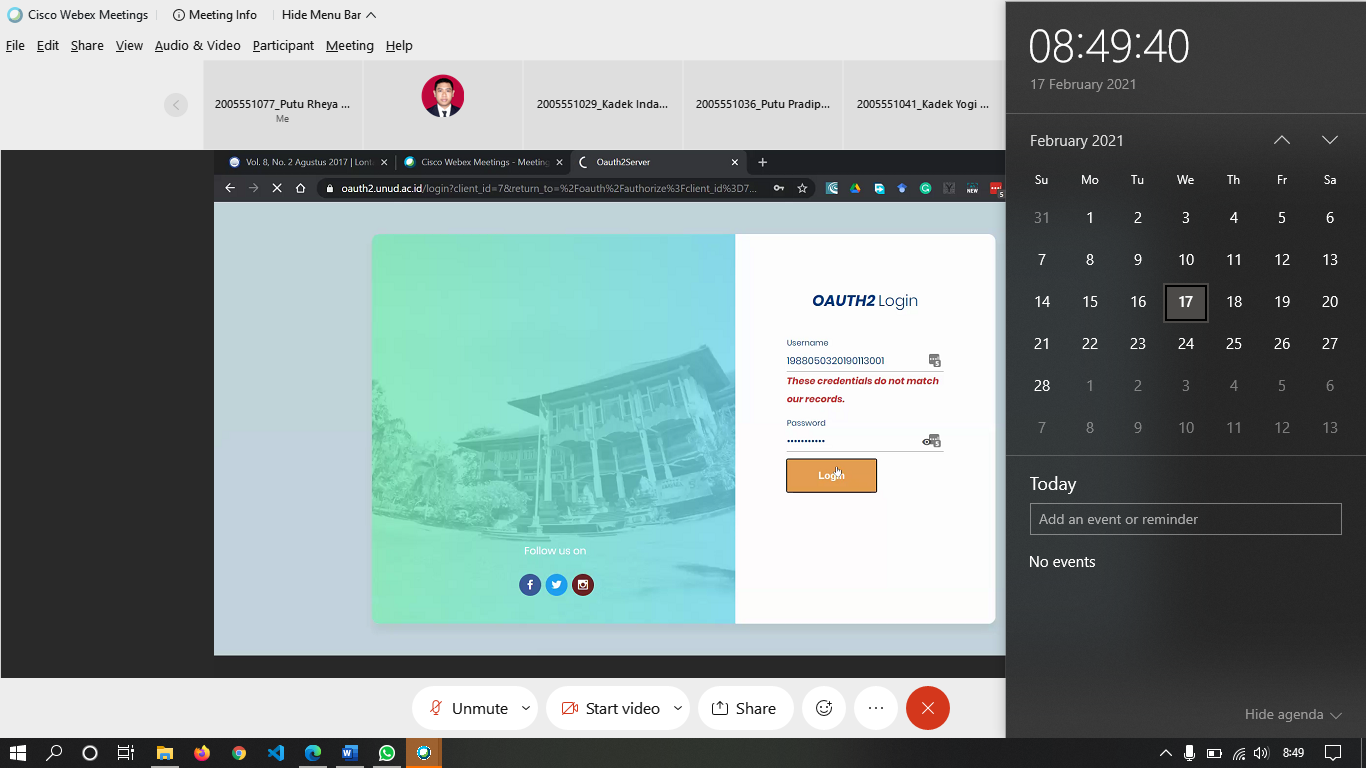 Cisco Webex Meetings
Meeting Info
Hide Menu Bar
File Edit Share View Audio & Video Participant Meeting Help
2005551077_Putu Rheya ...
Me
2005551029_Kadek Inda...
2005551036_Putu Pradip...
2005551041_Kadek Yogi ...
Vol. 8, No. 2 Agustus 2017 | Lont
Cisco Webex Meetings - Meeting
Oauth2Server
oauth2.unud.ac.id/login?client_id=7&return_to=%2Foauth%2Fauthorize%3Fclient_id%3D7...
NEW
OAUTH2 Login
Username
1988050320190113001
These credentials do not match
our records.
Password
Login
Follow us on
Unmute
Start video
Share
08:49:40
17 February 2021
February 2021
Su Mo Tu We Th Fr Sa
31 1 2 3 4 5 6
7 8 9 10 11 12 13
14 15 16 17 18 19 20
21 22 23 24 25 26 27
28 1 2 3 4 5 6
7 8 9 10 11 12 13
Today
Add an event or reminder
No events
Hide agenda
8:49